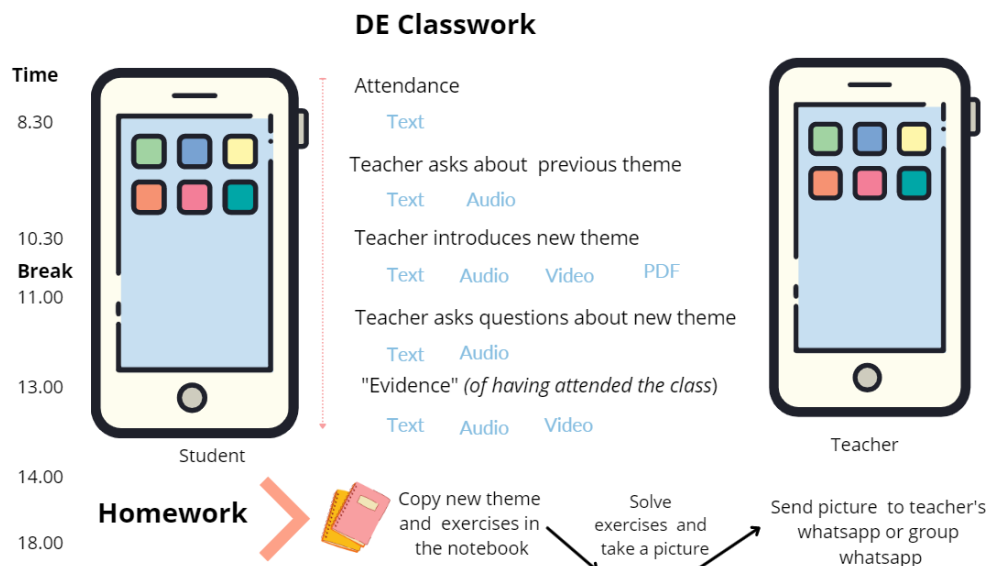 DE Classwork
Time
8.30
10.30
Break
11.00
13.00
14.00
18.00
Student
Attendance
Text
Teacher asks about previous theme
Text Audio
Teacher introduces new theme
Text Audio Video PDF
Teacher asks questions about new theme
Text Audio
"Evidence" (of having attended the class)
Text Audio Video
Teacher
Homework
Copy new theme
and exercises in
the notebook
Solve
exercises and
take a picture
Send picture to teacher's
whatsapp or group
whatsapp